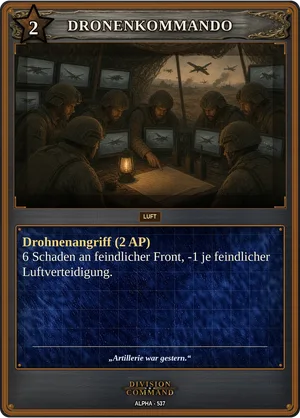 2
DRONENKOMMANDO
LUFT
Drohnenangriff (2 AP)
6 Schaden an feindlicher Front, -1 je feindlicher
Luftverteidigung.
„Artillerie war gestern.“
DIVISION
COMMAND
ALPHA - S37